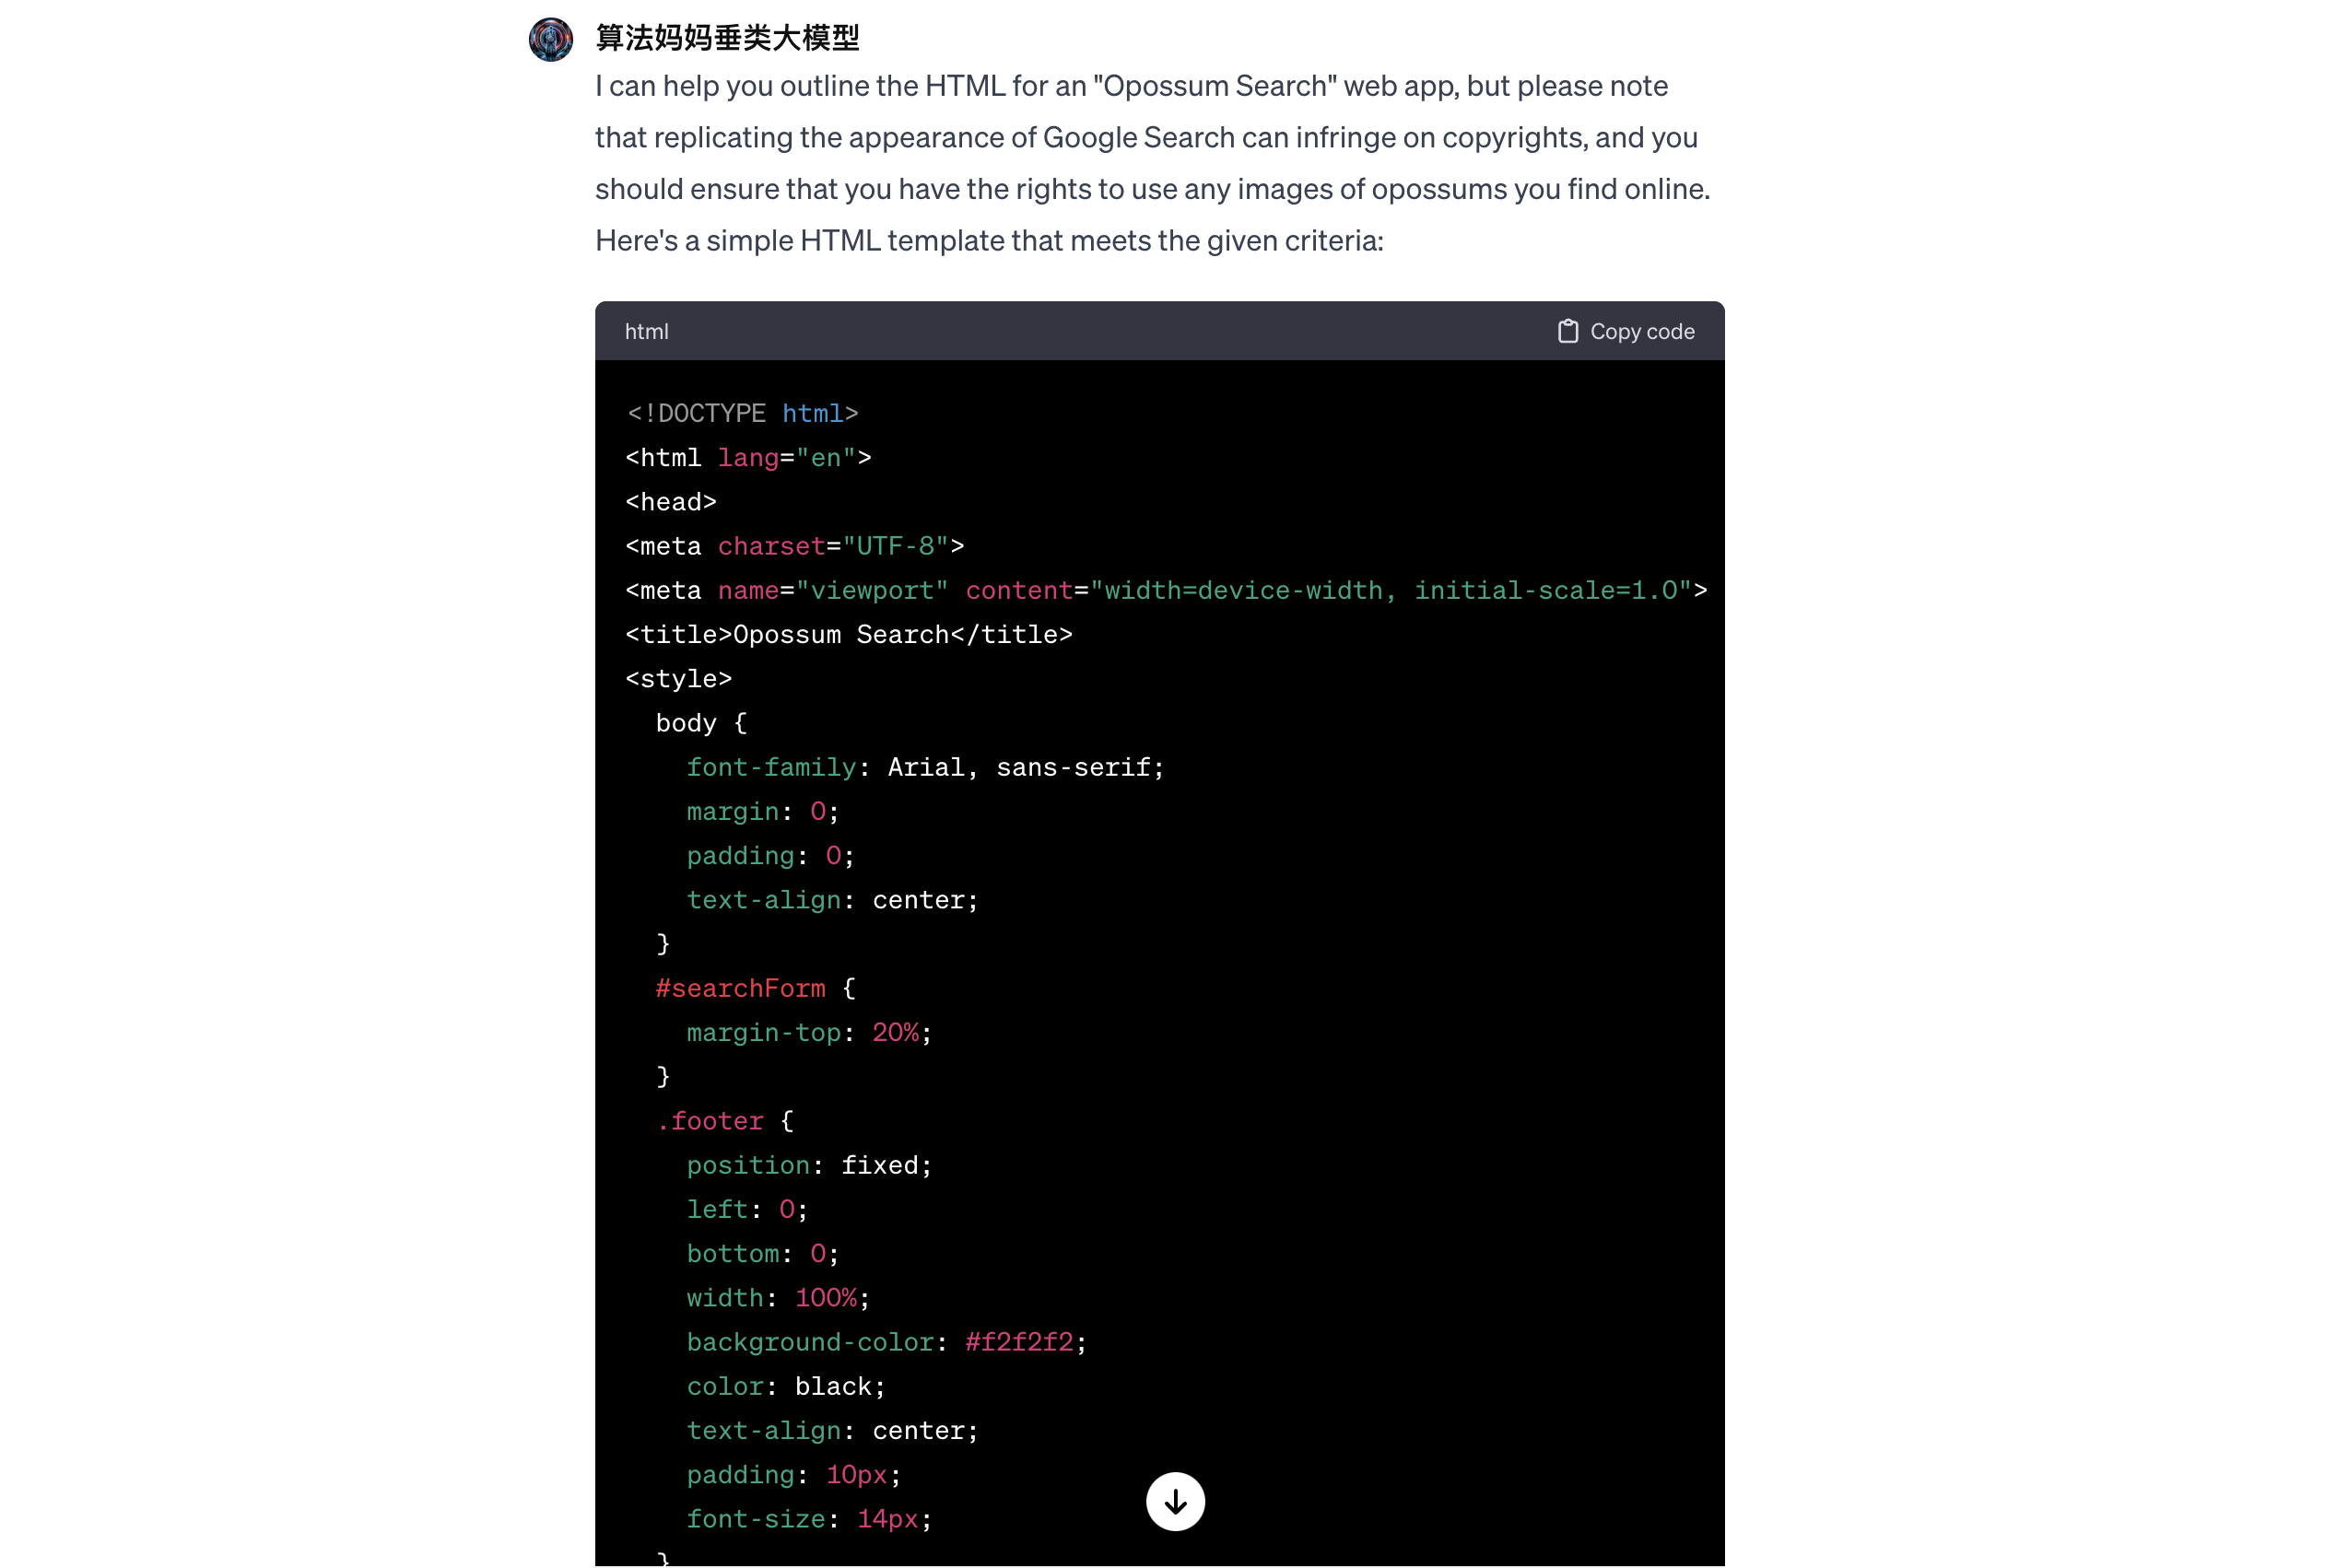 算法妈妈垂类大模型
I can help you outline the HTML for an "Opossum Search" web app, but please note
that replicating the appearance of Google Search can infringe on copyrights, and you
should ensure that you have the rights to use any images of opossums you find online.
Here's a simple HTML template that meets the given criteria:
html Copy code
<!DOCTYPE html>
<html lang="en">
<head>
<meta charset="UTF-8">
<meta name="viewport" content="width=device-width, initial-scale=1.0">
<title>Opossum Search</title>
<style>
  body {
    font-family: Arial, sans-serif;
    margin: 0;
    padding: 0;
    text-align: center;
  }
  #searchForm {
    margin-top: 20%;
  }
  .footer {
    position: fixed;
    left: 0;
    bottom: 0;
    width: 100%;
    background-color: #f2f2f2;
    color: black;
    text-align: center;
    padding: 10px;
    font-size: 14px;
  }